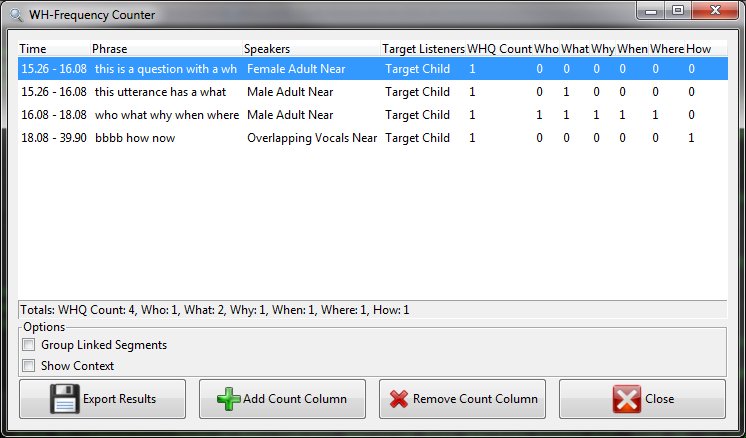 WH-Frequency Counter
Time Phrase Speakers Target Listeners WHQ Count Who What Why When Where How
15.26 - 16.08 this is a question with a wh Female Adult Near Target Child 1 0 0 0 0 0 0
15.26 - 16.08 this utterance has a what Male Adult Near Target Child 1 0 1 0 0 0 0
16.08 - 18.08 who what why when where Male Adult Near Target Child 1 1 1 1 1 1 0
18.08 - 39.90 bbbb how now Overlapping Vocals Near Target Child 1 0 0 0 0 0 1
Totals: WHQ Count: 4, Who: 1, What: 2, Why: 1, When: 1, Where: 1, How: 1
Options
Group Linked Segments
Show Context
Export Results Add Count Column Remove Count Column Close